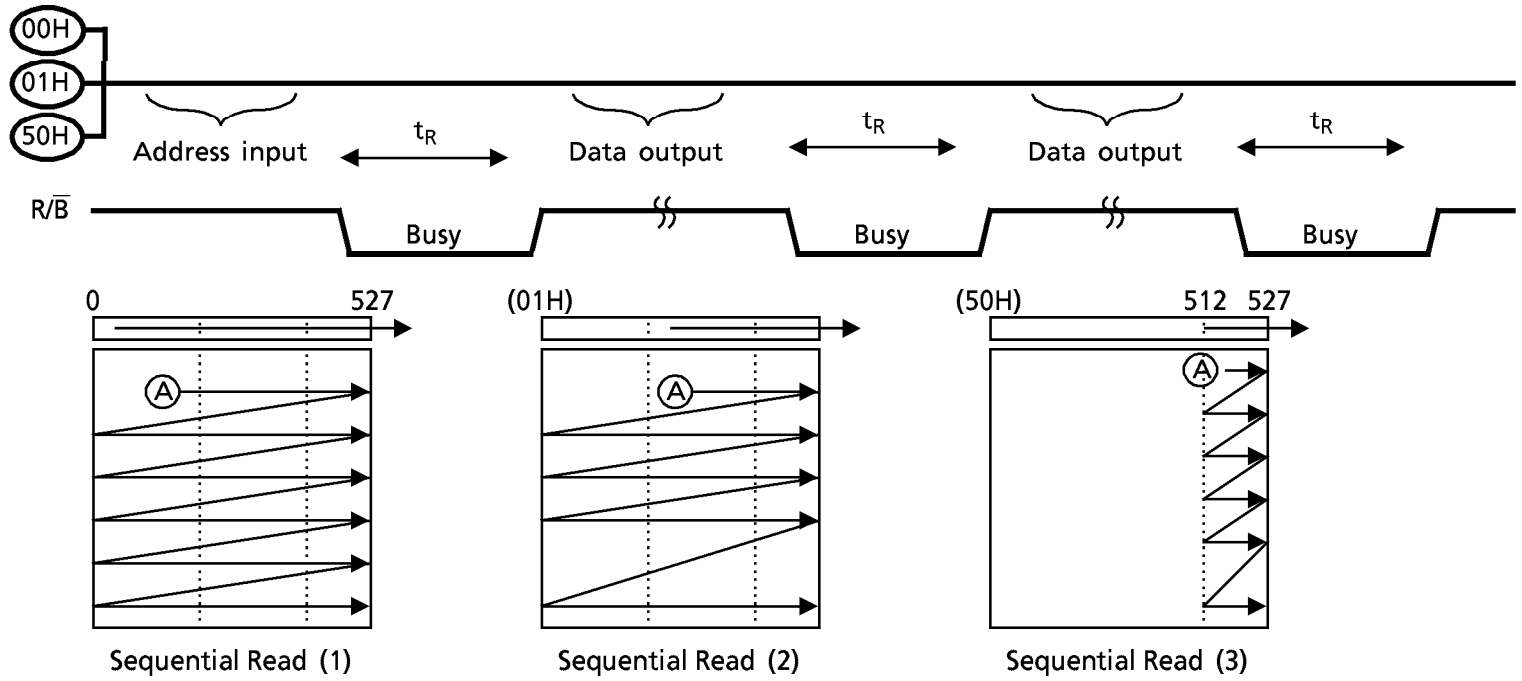 00H
01H
50H
Address input
tR
Data output
tR
Data output
tR
R/B̅
Busy
Busy
Busy
0 527
(01H)
(50H) 512 527
A
A
A
Sequential Read (1)
Sequential Read (2)
Sequential Read (3)